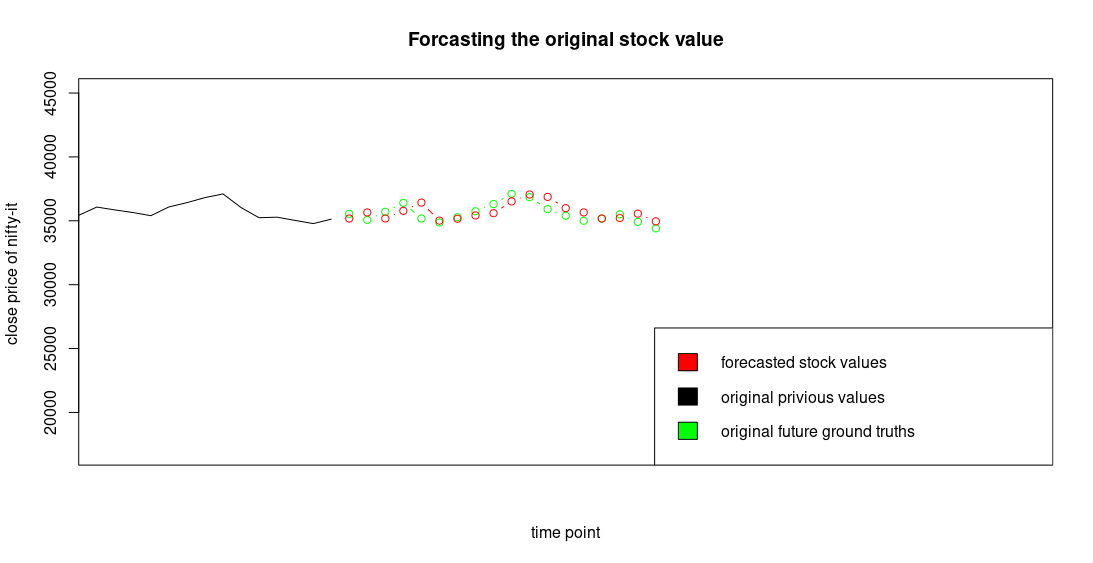 Forcasting the original stock value
close price of nifty-it
45000
40000
35000
30000
25000
20000
forecasted stock values
original privious values
original future ground truths
time point